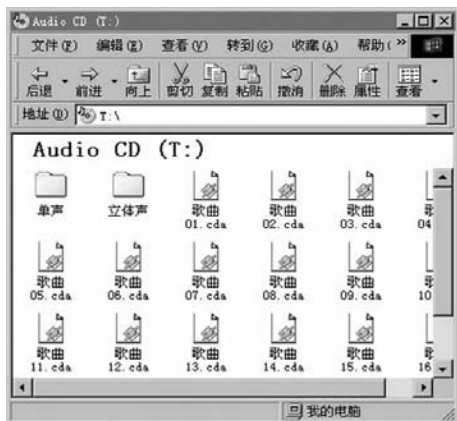 Audio CD (T:)
文件(F) 编辑(E) 查看(V) 转到(G) 收藏(A) 帮助( »
后退 前进 向上 剪切 复制 粘贴 撤消 删除 属性 查看
地址(D) T:\
Audio CD (T:)
单声 立体声 歌曲 歌曲 歌曲
01.cda 02.cda 03.cda 04
歌曲 歌曲 歌曲 歌曲 歌曲
05.cda 06.cda 07.cda 08.cda 09.cda 10
歌曲 歌曲 歌曲 歌曲 歌曲
11.cda 12.cda 13.cda 14.cda 15.cda 16
我的电脑